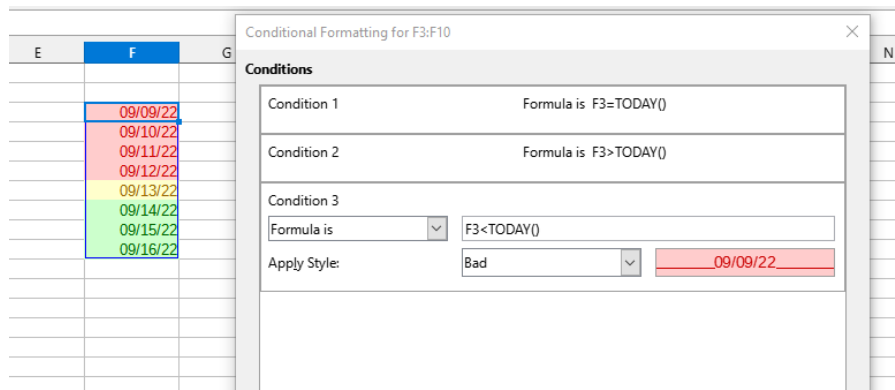 Conditional Formatting for F3:F10
E F G N
Conditions
Condition 1 Formula is F3=TODAY()
Condition 2 Formula is F3>TODAY()
Condition 3
Formula is F3<TODAY()
Apply Style: Bad 09/09/22
09/09/22
09/10/22
09/11/22
09/12/22
09/13/22
09/14/22
09/15/22
09/16/22